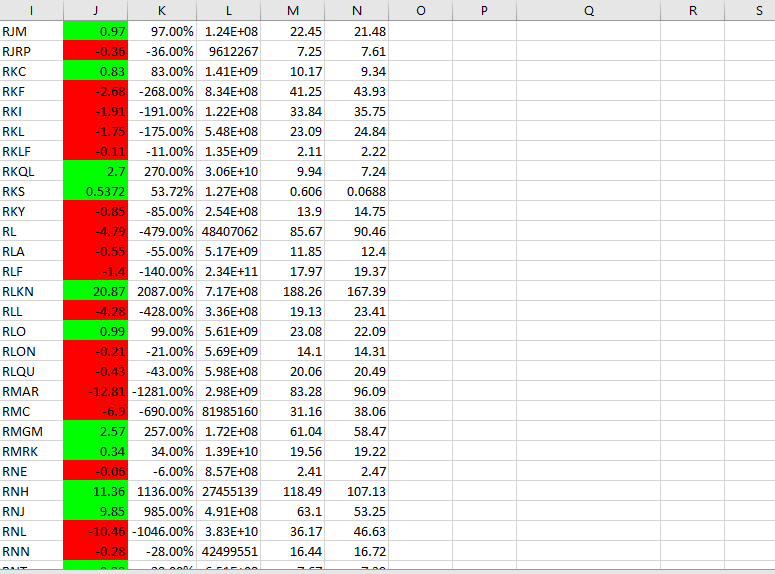 I J K L M N O P Q R S
RJM 0.97 97.00% 1.24E+08 22.45 21.48
RJRP -0.36 -36.00% 9612267 7.25 7.61
RKC 0.83 83.00% 1.41E+09 10.17 9.34
RKF -2.68 -268.00% 8.34E+08 41.25 43.93
RKI -1.91 -191.00% 1.22E+08 33.84 35.75
RKL -1.75 -175.00% 5.48E+08 23.09 24.84
RKLF -0.11 -11.00% 1.35E+09 2.11 2.22
RKQL 2.7 270.00% 3.06E+10 9.94 7.24
RKS 0.5372 53.72% 1.27E+08 0.606 0.0688
RKY -0.85 -85.00% 2.54E+08 13.9 14.75
RL -4.79 -479.00% 48407062 85.67 90.46
RLA -0.55 -55.00% 5.17E+09 11.85 12.4
RLF -1.4 -140.00% 2.34E+11 17.97 19.37
RLKN 20.87 2087.00% 7.17E+08 188.26 167.39
RLL -4.28 -428.00% 3.36E+08 19.13 23.41
RLO 0.99 99.00% 5.61E+09 23.08 22.09
RLON -0.21 -21.00% 5.69E+09 14.1 14.31
RLQU -0.43 -43.00% 5.98E+08 20.06 20.49
RMAR -12.81 -1281.00% 2.98E+09 83.28 96.09
RMC -6.9 -690.00% 81985160 31.16 38.06
RMGM 2.57 257.00% 1.72E+08 61.04 58.47
RMRK 0.34 34.00% 1.39E+10 19.56 19.22
RNE -0.06 -6.00% 8.57E+08 2.41 2.47
RNH 11.36 1136.00% 27455139 118.49 107.13
RNJ 9.85 985.00% 4.91E+08 63.1 53.25
RNL -10.46 -1046.00% 3.83E+10 36.17 46.63
RNN -0.28 -28.00% 42499551 16.44 16.72